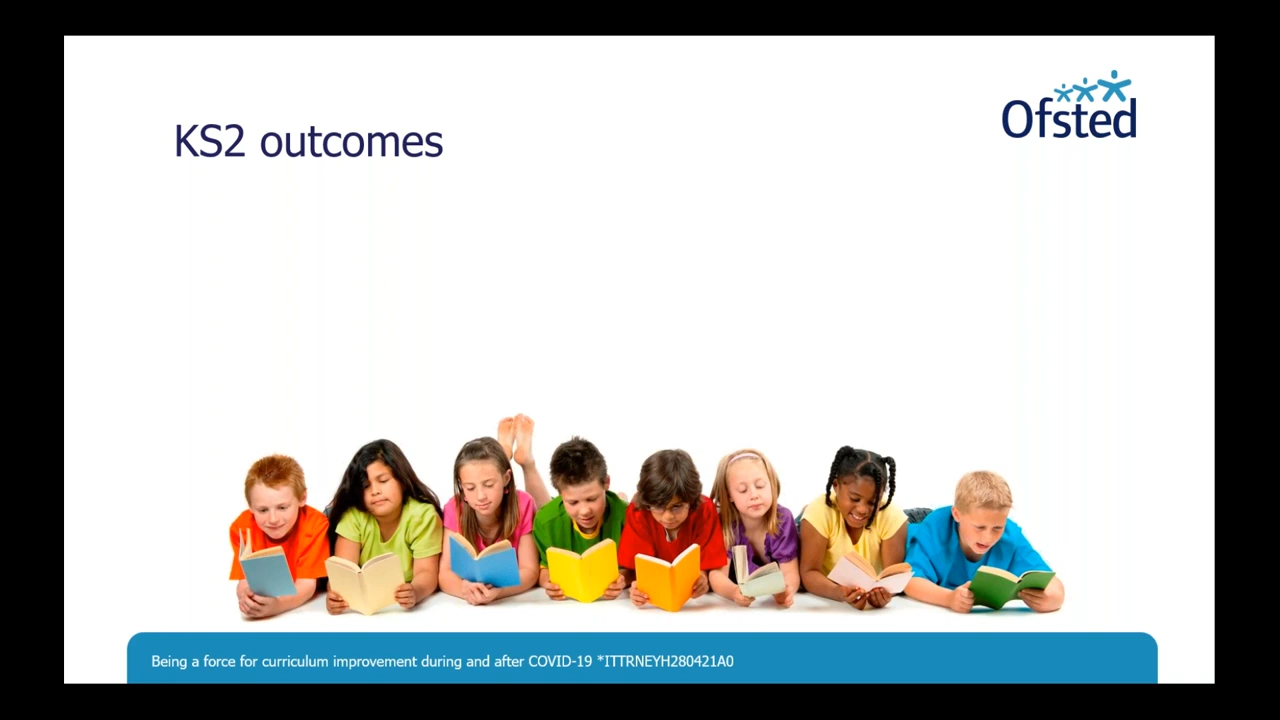 Ofsted
KS2 outcomes
Being a force for curriculum improvement during and after COVID-19 *ITTRNEYH280421A0